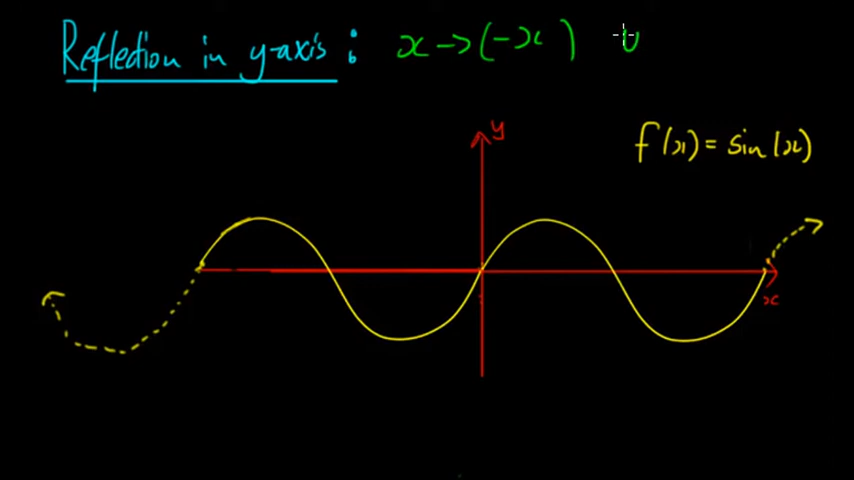 Reflection in y-axis : x → (-x)
y
f(x) = sin(x)
x